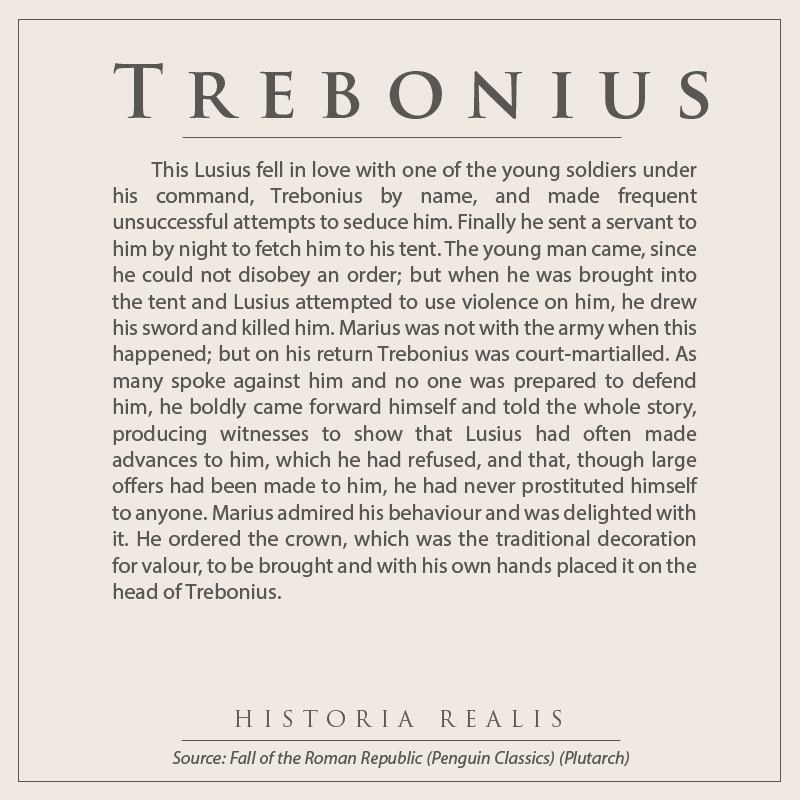 TREBONIUS
This Lusius fell in love with one of the young soldiers under
his command, Trebonius by name, and made frequent
unsuccessful attempts to seduce him. Finally he sent a servant to
him by night to fetch him to his tent. The young man came, since
he could not disobey an order; but when he was brought into
the tent and Lusius attempted to use violence on him, he drew
his sword and killed him. Marius was not with the army when this
happened; but on his return Trebonius was court-martialled. As
many spoke against him and no one was prepared to defend
him, he boldly came forward himself and told the whole story,
producing witnesses to show that Lusius had often made
advances to him, which he had refused, and that, though large
offers had been made to him, he had never prostituted himself
to anyone. Marius admired his behaviour and was delighted with
it. He ordered the crown, which was the traditional decoration
for valour, to be brought and with his own hands placed it on the
head of Trebonius.
HISTORIA REALIS
Source: Fall of the Roman Republic (Penguin Classics) (Plutarch)